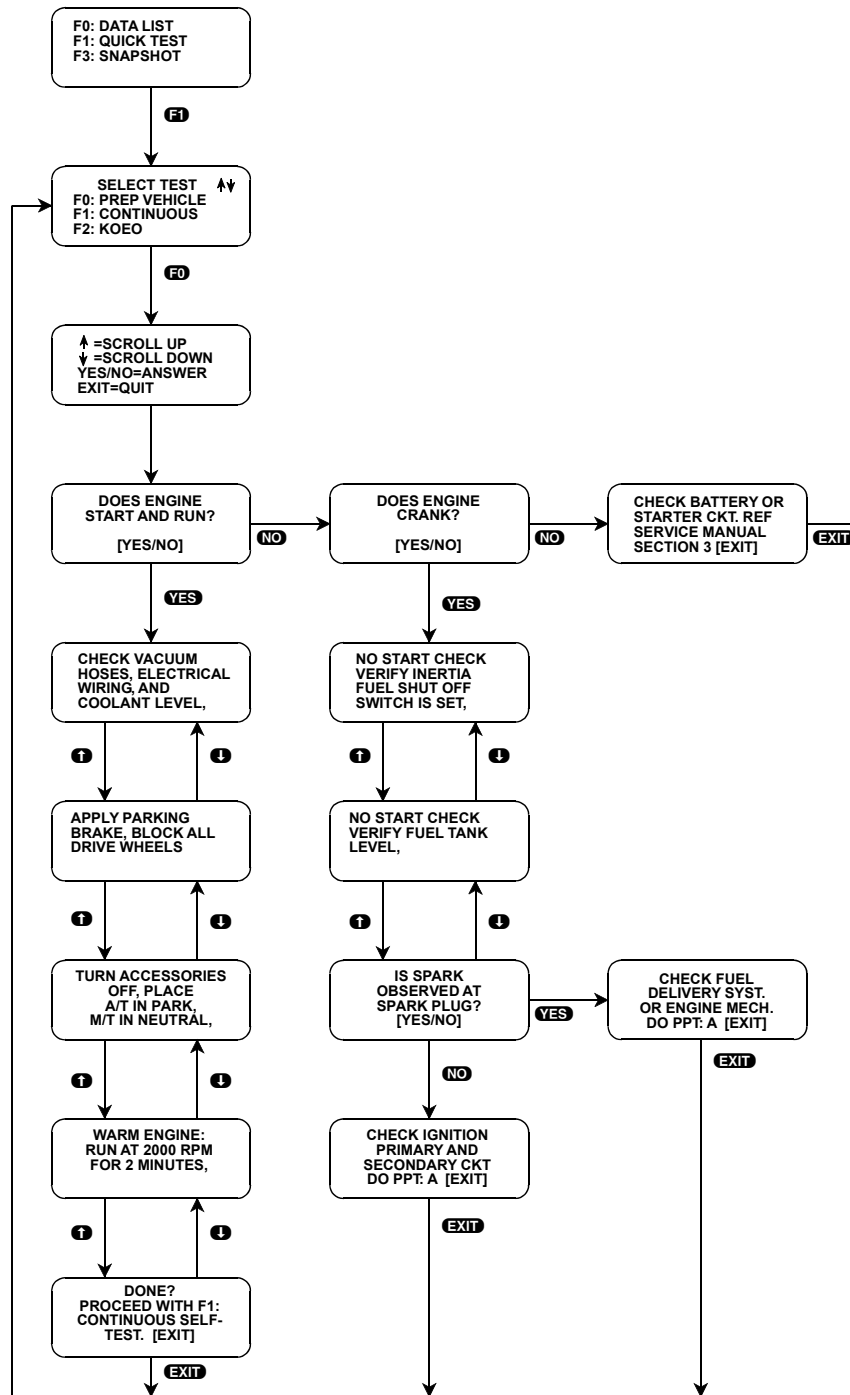 F0: DATA LIST
F1: QUICK TEST
F3: SNAPSHOT
F1
SELECT TEST
F0: PREP VEHICLE
F1: CONTINUOUS
F2: KOEO
F0
=SCROLL UP
=SCROLL DOWN
YES/NO=ANSWER
EXIT=QUIT
DOES ENGINE
START AND RUN?
[YES/NO]
NO
DOES ENGINE
CRANK?
[YES/NO]
NO
CHECK BATTERY OR
STARTER CKT. REF
SERVICE MANUAL
SECTION 3 [EXIT]
EXIT
YES
YES
CHECK VACUUM
HOSES, ELECTRICAL
WIRING, AND
COOLANT LEVEL,
NO START CHECK
VERIFY INERTIA
FUEL SHUT OFF
SWITCH IS SET,
APPLY PARKING
BRAKE, BLOCK ALL
DRIVE WHEELS
NO START CHECK
VERIFY FUEL TANK
LEVEL,
TURN ACCESSORIES
OFF, PLACE
A/T IN PARK,
M/T IN NEUTRAL,
IS SPARK
OBSERVED AT
SPARK PLUG?
[YES/NO]
YES
CHECK FUEL
DELIVERY SYST.
OR ENGINE MECH.
DO PPT: A [EXIT]
NO
EXIT
WARM ENGINE:
RUN AT 2000 RPM
FOR 2 MINUTES,
CHECK IGNITION
PRIMARY AND
SECONDARY CKT
DO PPT: A [EXIT]
EXIT
DONE?
PROCEED WITH F1:
CONTINUOUS SELF-
TEST. [EXIT]
EXIT